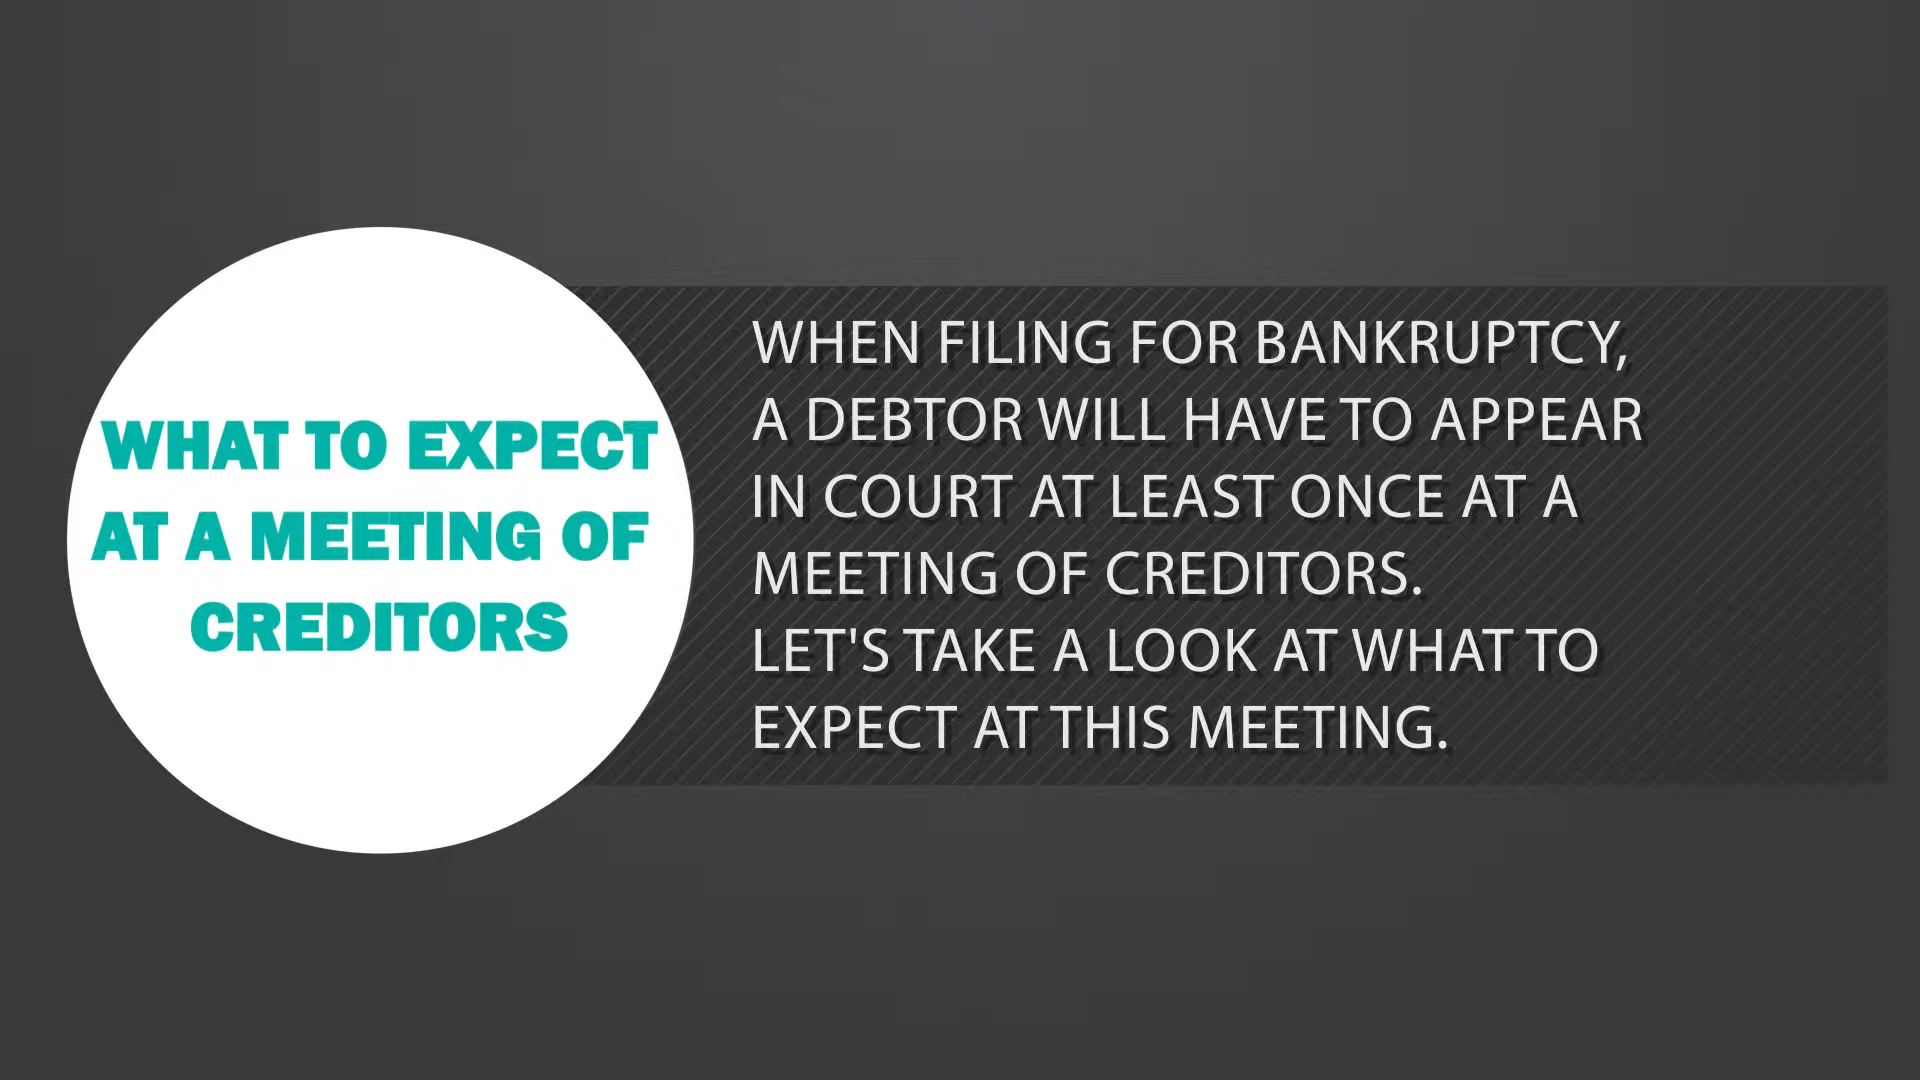 WHAT TO EXPECT
AT A MEETING OF
CREDITORS
WHEN FILING FOR BANKRUPTCY,
A DEBTOR WILL HAVE TO APPEAR
IN COURT AT LEAST ONCE AT A
MEETING OF CREDITORS.
LET'S TAKE A LOOK AT WHAT TO
EXPECT AT THIS MEETING.